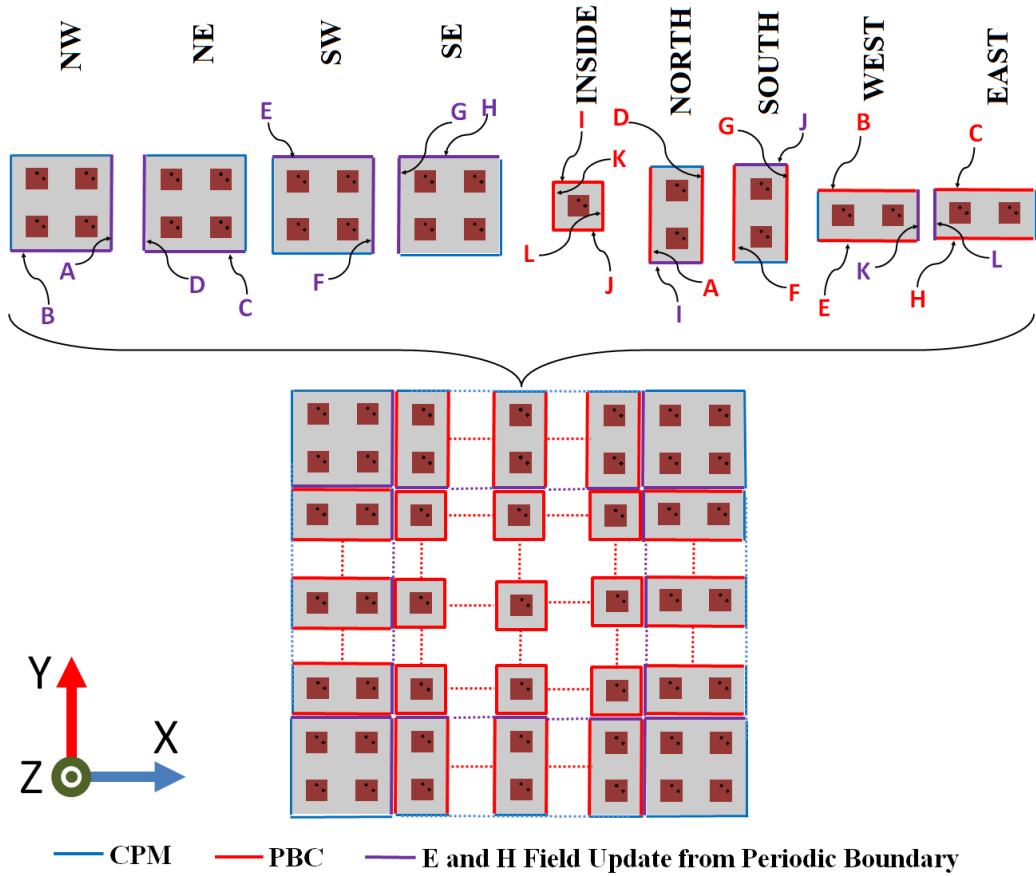 NW
NE
SW
SE
INSIDE
NORTH
SOUTH
WEST
EAST
E
G
H
I
K
D
G
J
B
C
A
B
D
C
F
L
J
A
I
F
E
K
H
L
Y
X
Z
CPM
PBC
E and H Field Update from Periodic Boundary